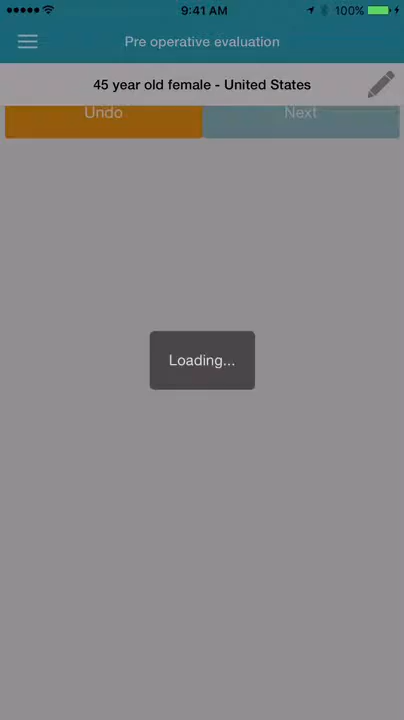 9:41 AM
100%
Pre operative evaluation
45 year old female - United States
Undo
Next
Loading...